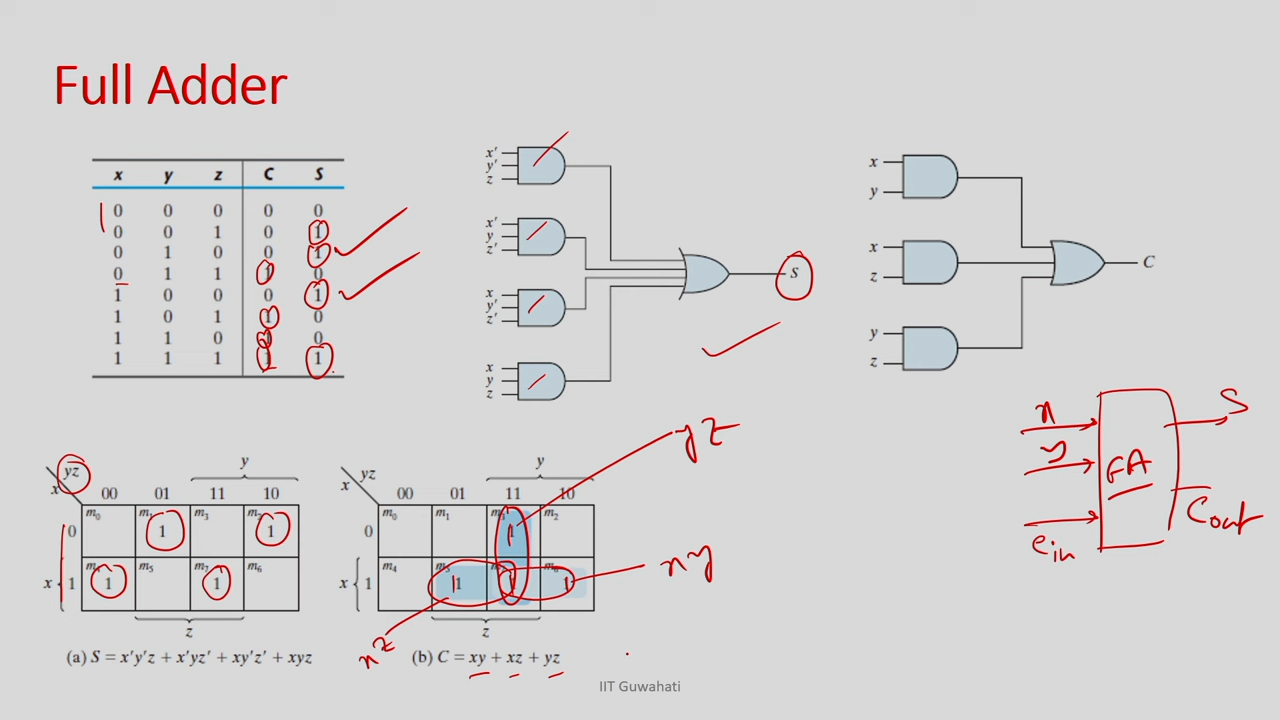 Full Adder
x y z C S
0 0 0 0 0
0 0 1 0 1
0 1 0 0 1
0 1 1 1 0
1 0 0 0 1
1 0 1 1 0
1 1 0 1 0
1 1 1 1 1
x'
y'
z
x'
y
z'
x
y'
z'
x
y
z
S
x
y
x
z
y
z
C
x
y
Cin
FA
S
Cout
yz
x
y
00 01 11 10
0 m0 m1 1 m3 m2 1
x 1 m4 1 m5 m7 1 m6
z
(a) S = x'y'z + x'yz' + xy'z' + xyz
yz
x
y
00 01 11 10
0 m0 m1 m3 1 m2
x 1 m4 m5 1 m7 1 m6 1
z
(b) C = xy + xz + yz
yz
xy
xz
IIT Guwahati